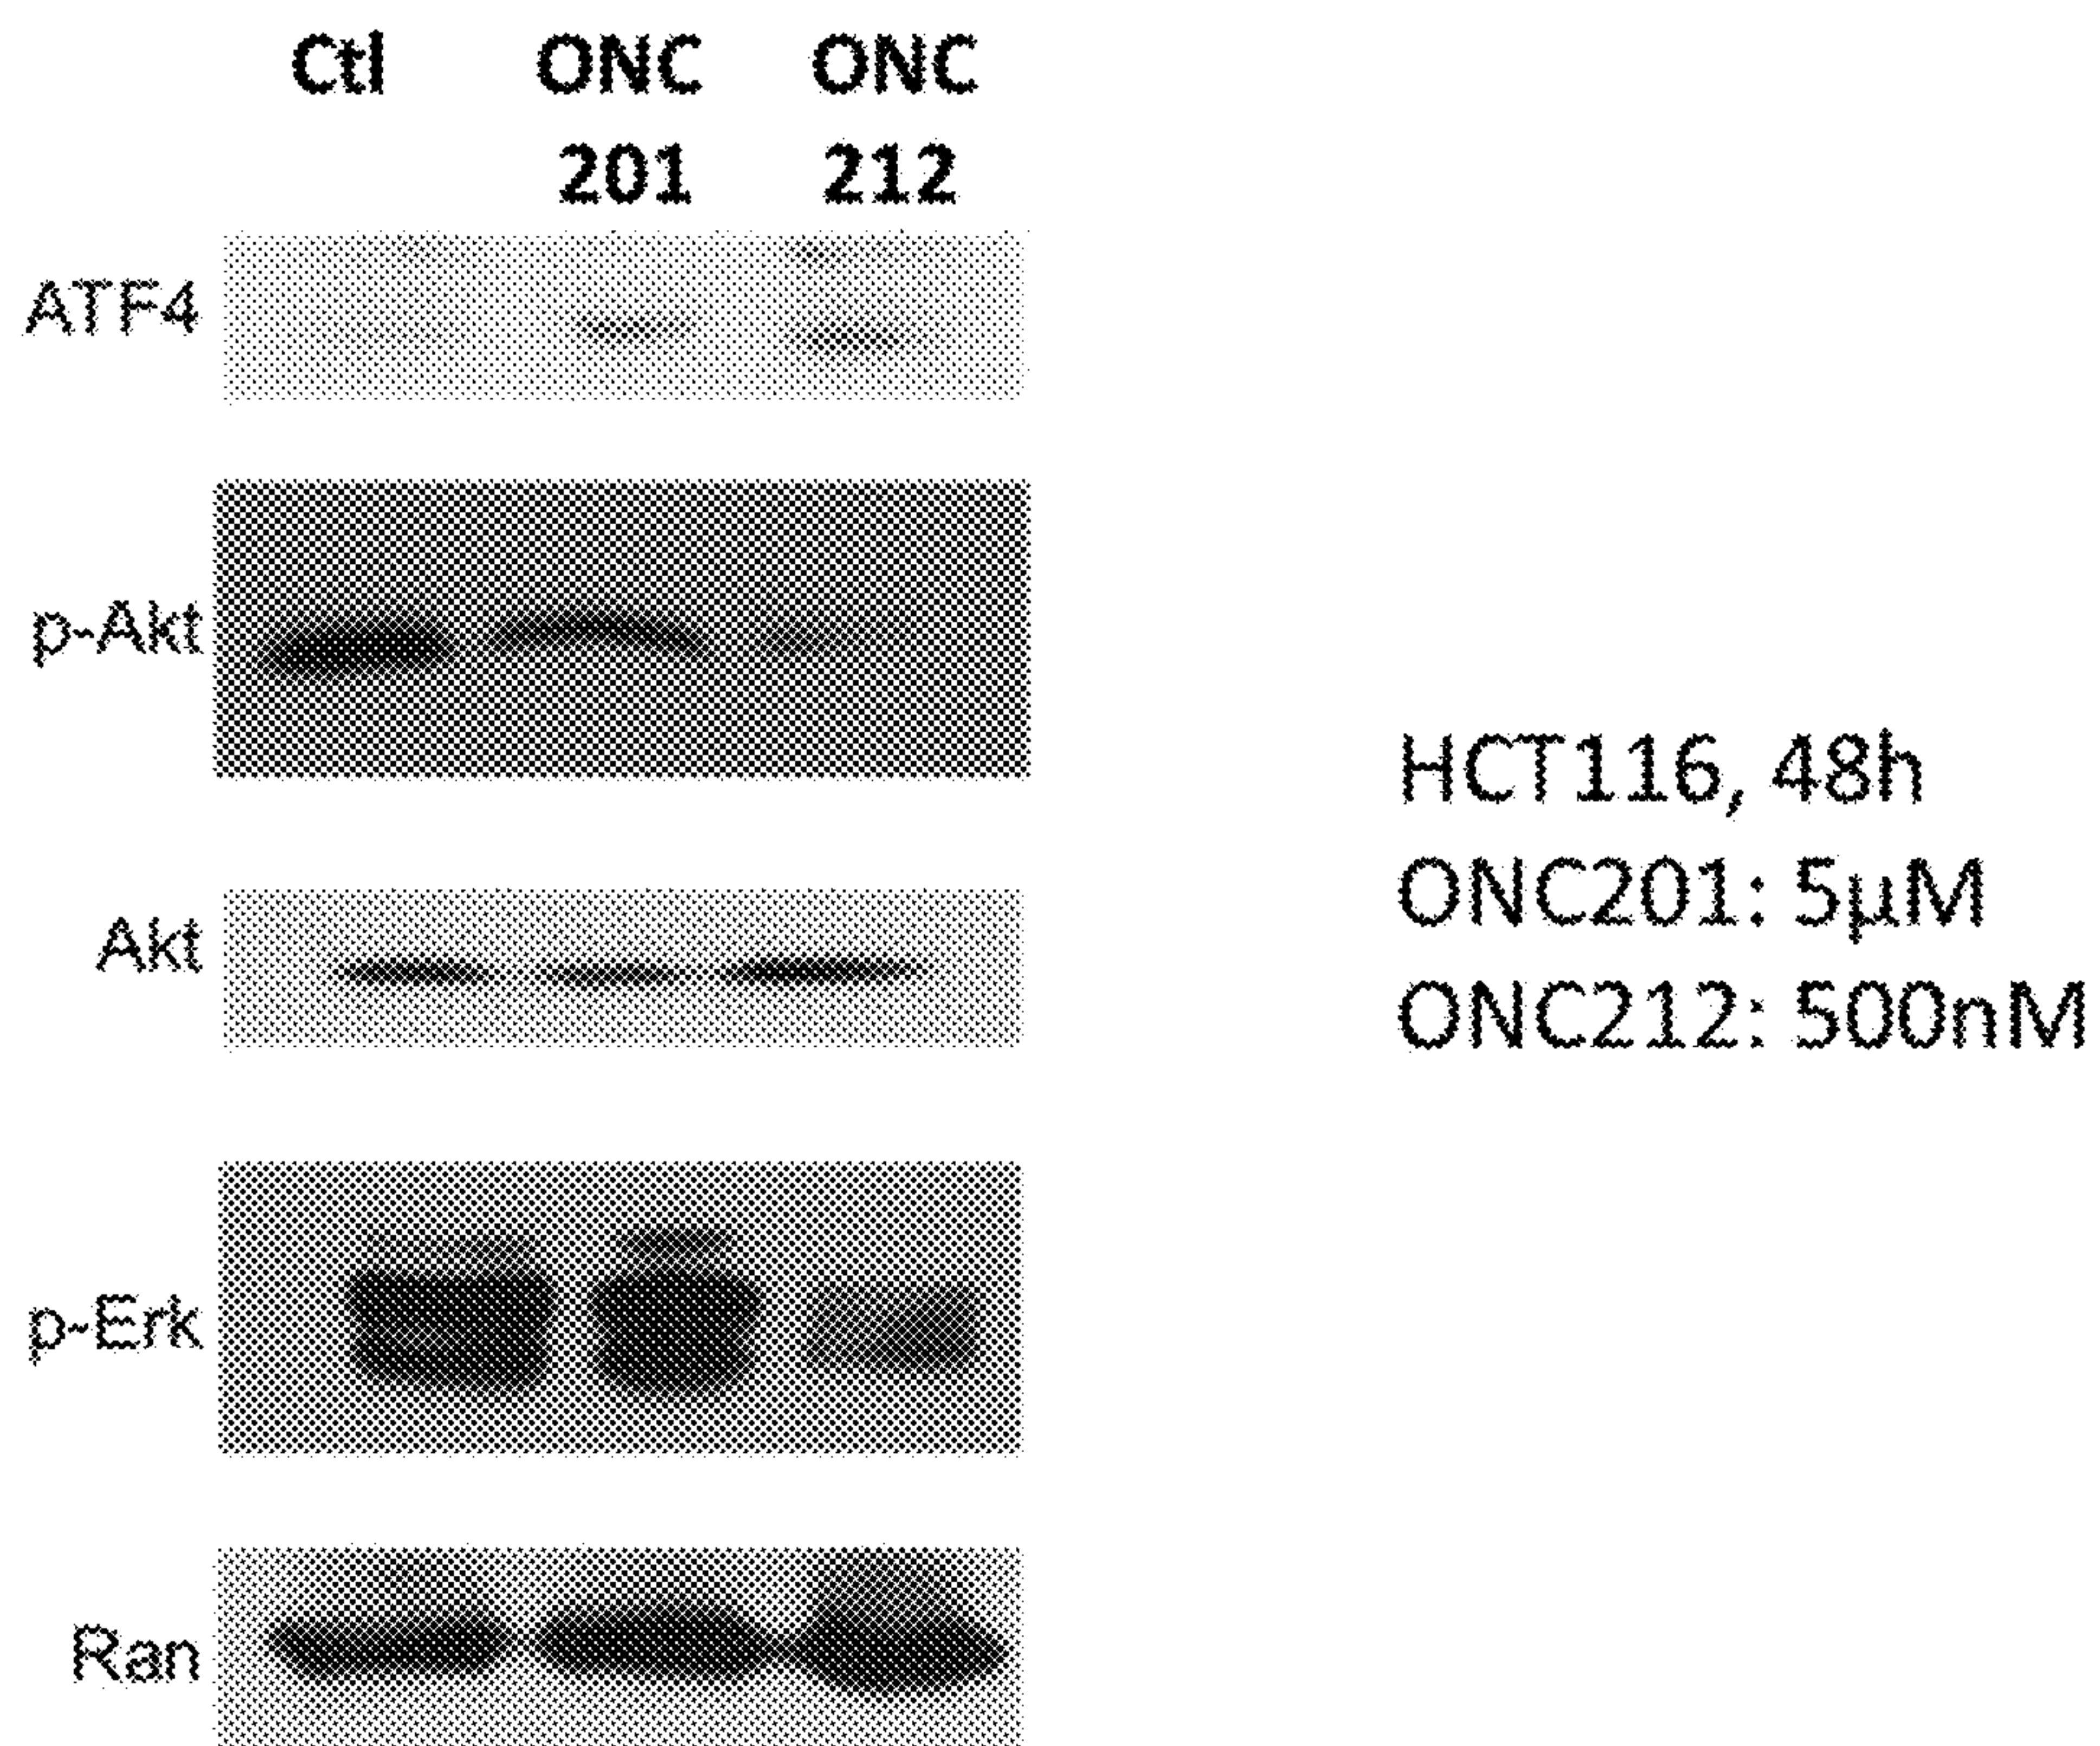 Ctl ONC ONC
201 212
ATF4
p-Akt
Akt
p-Erk
Ran
HCT116, 48h
ONC201: 5µM
ONC212: 500nM